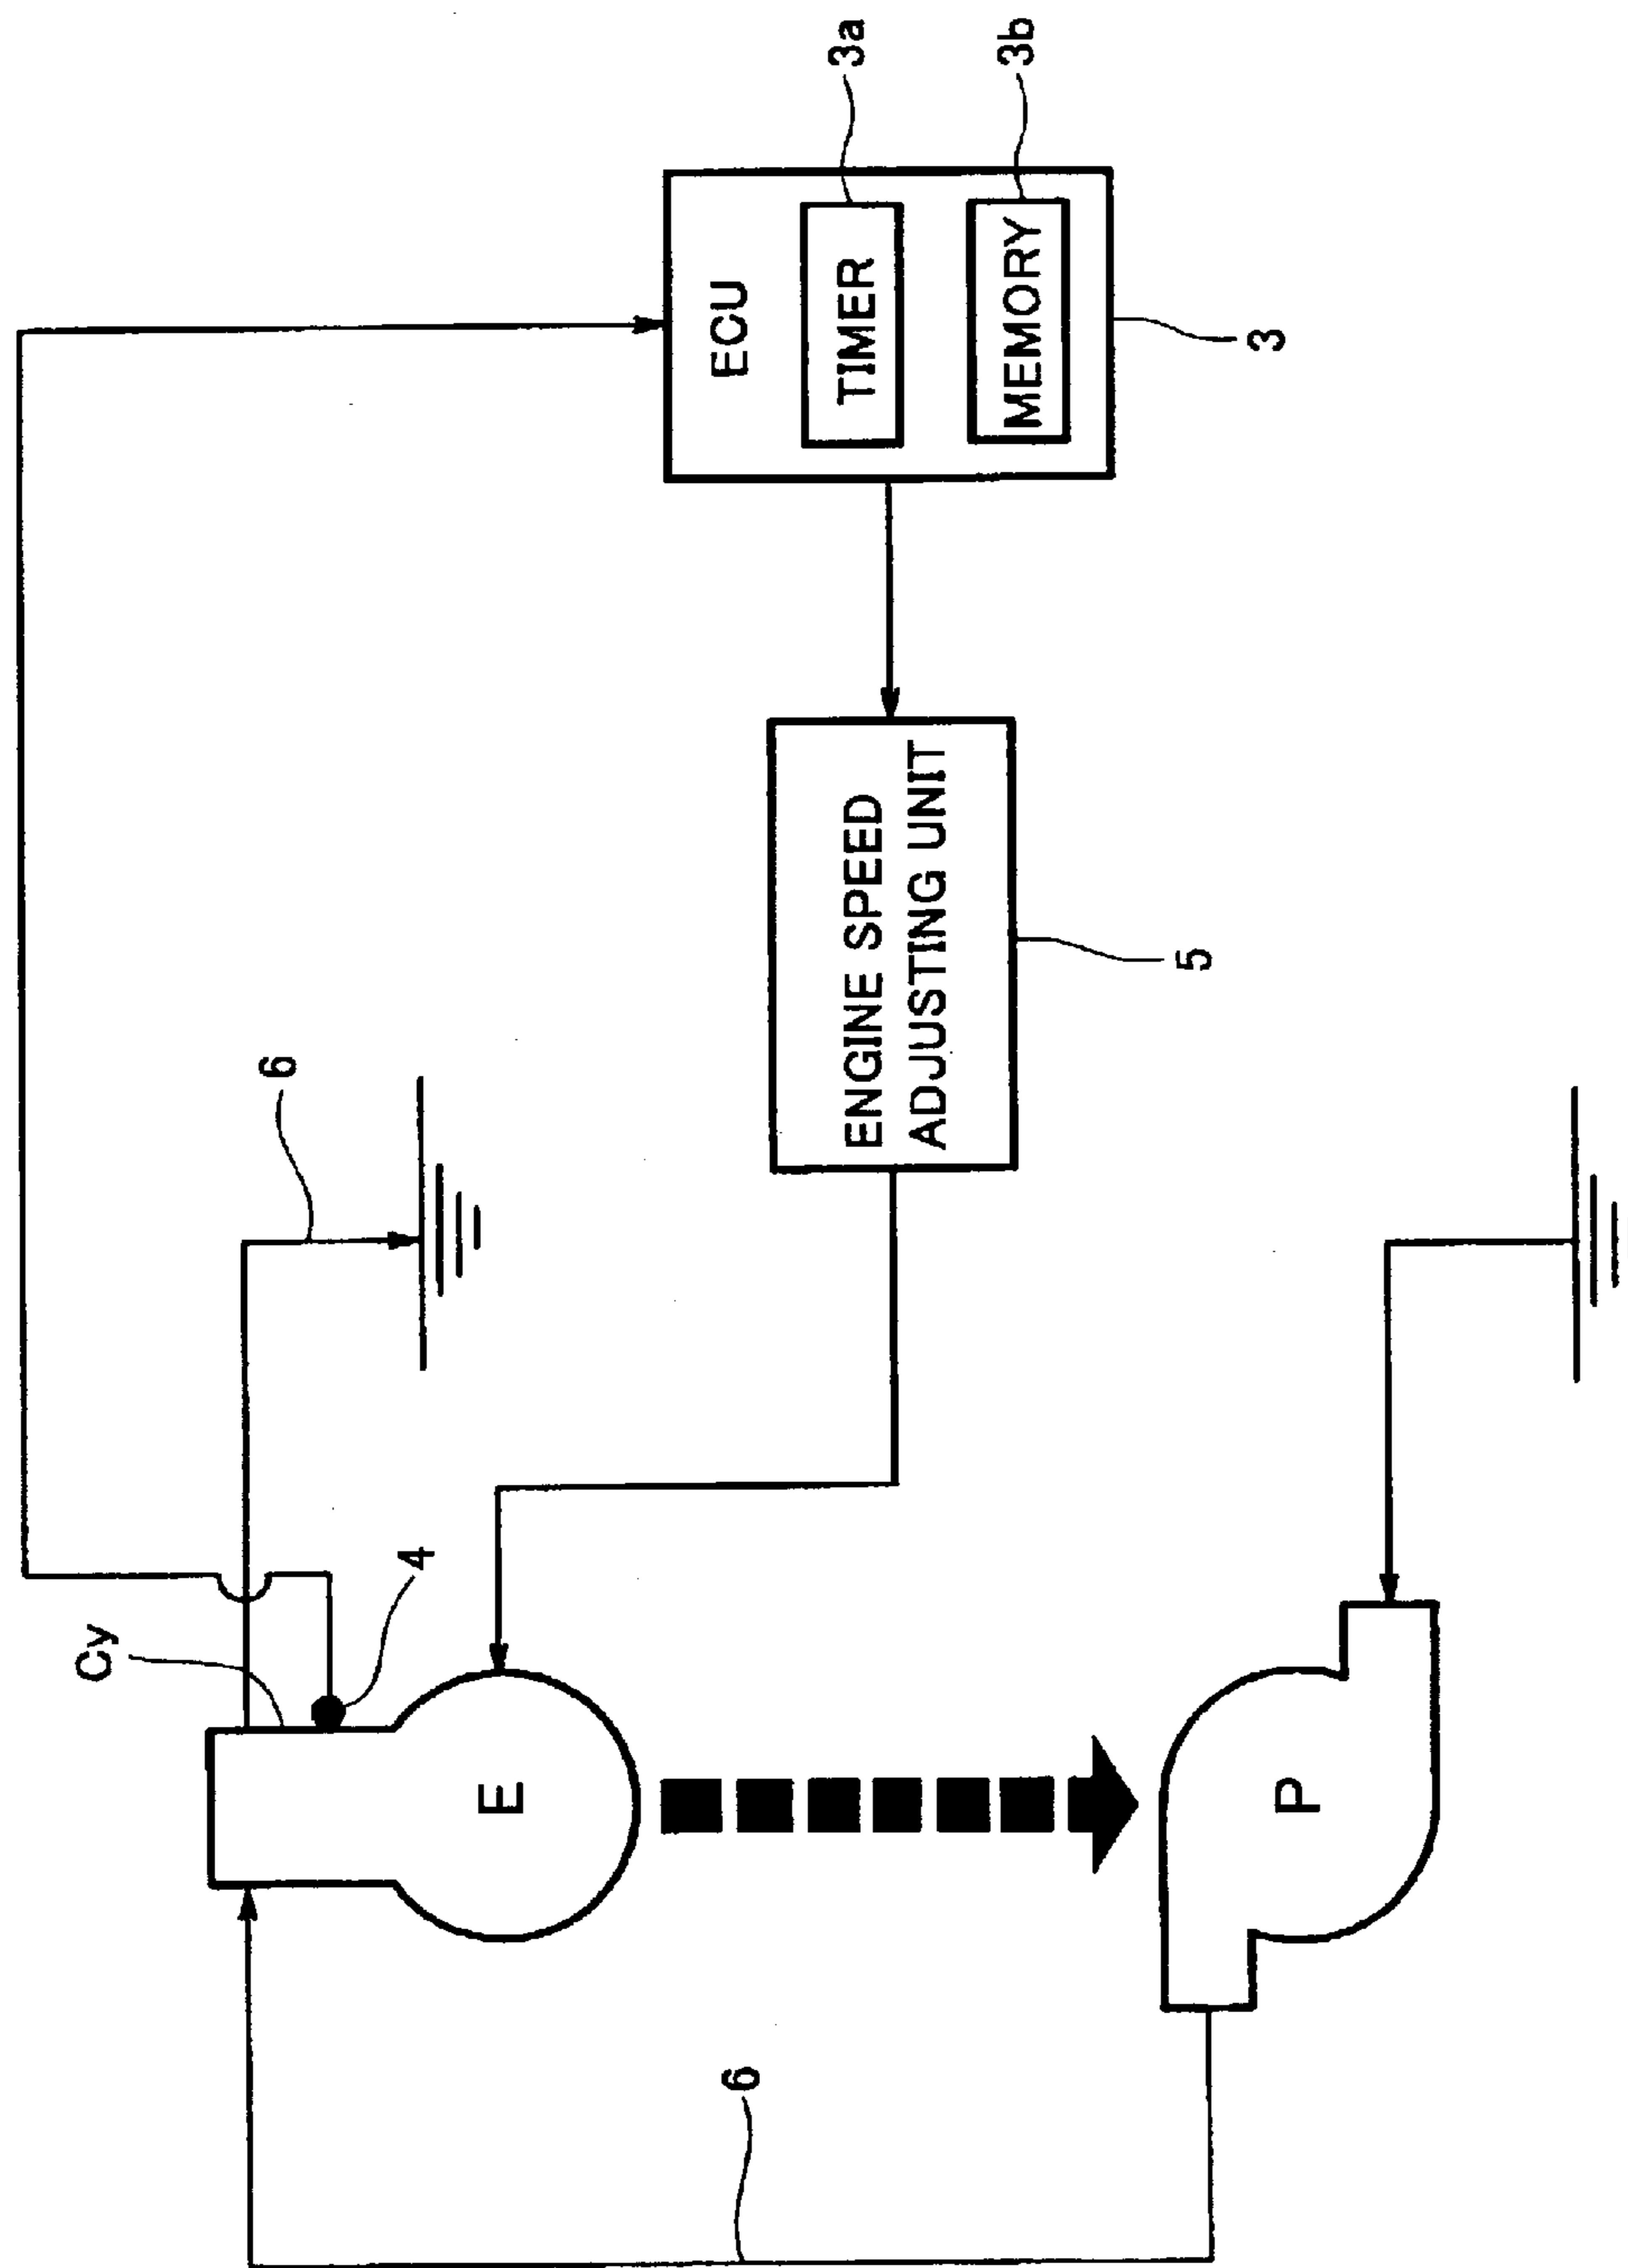 Cy
6
4
E
6
ECU
3a
TIMER
ENGINE SPEED
ADJUSTING UNIT
3b
MEMORY
5
3
P